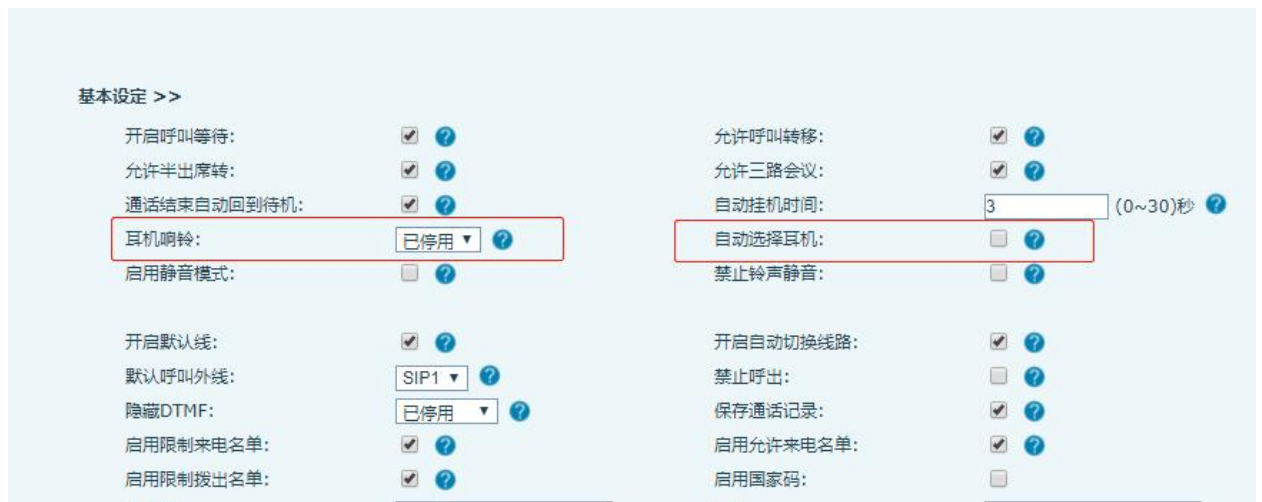 基本设定 >>
开启呼叫等待: 允许呼叫转移:
允许半出席转: 允许三路会议:
通话结束自动回到待机: 自动挂机时间: 3 (0~30)秒
耳机响铃: 已停用 自动选择耳机:
启用静音模式: 禁止铃声静音:
开启默认线: 开启自动切换线路:
默认呼叫外线: SIP1 禁止呼出:
隐藏DTMF: 已停用 保存通话记录:
启用限制来电名单: 启用允许来电名单:
启用限制拨出名单: 启用国家码: